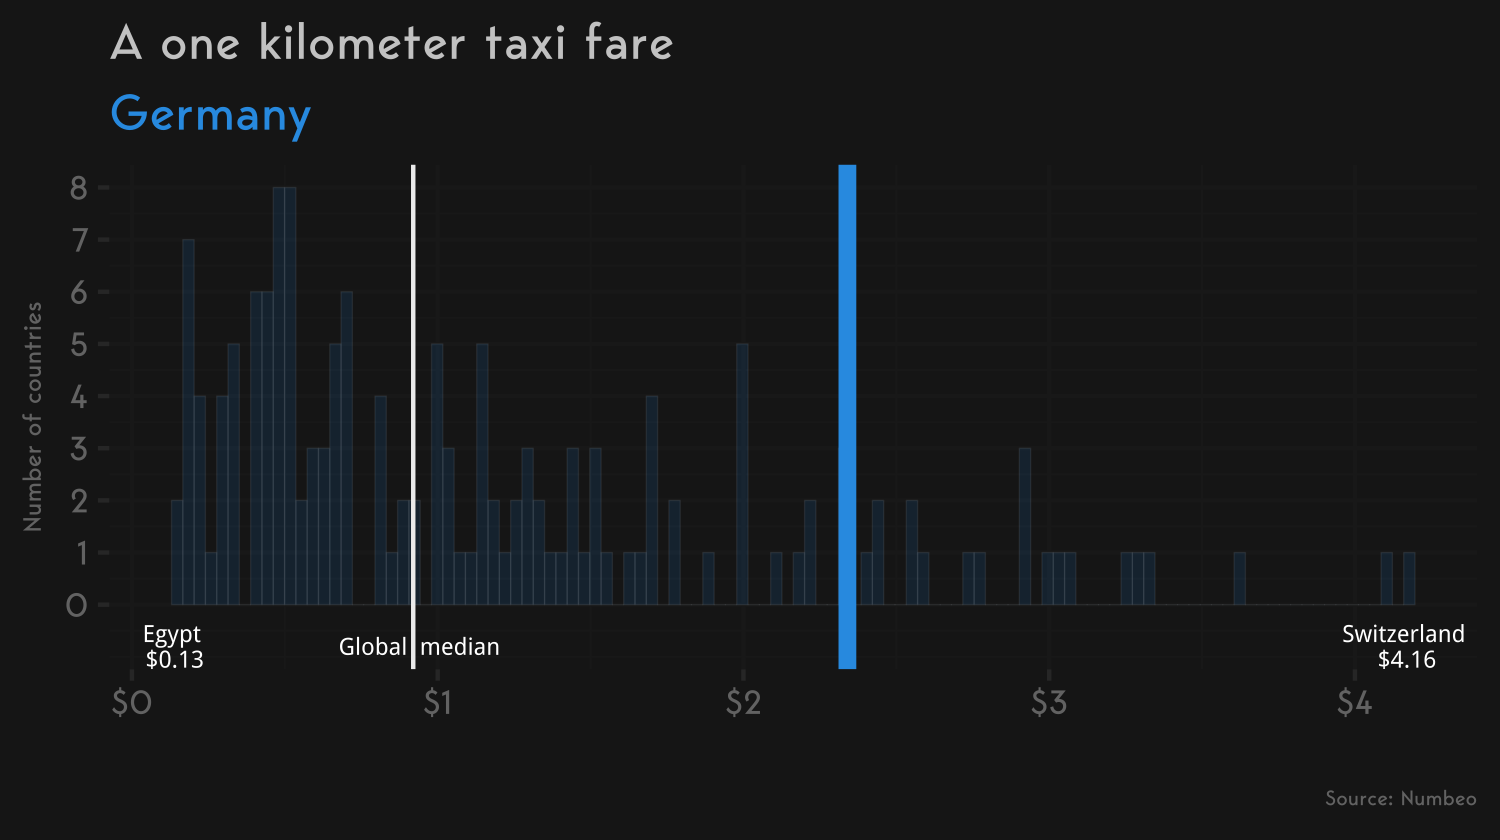 A one kilometer taxi fare
Germany
Number of countries
8
7
6
5
4
3
2
1
0
Egypt
$0.13
Global median
Switzerland
$4.16
$0 $1 $2 $3 $4
Source: Numbeo